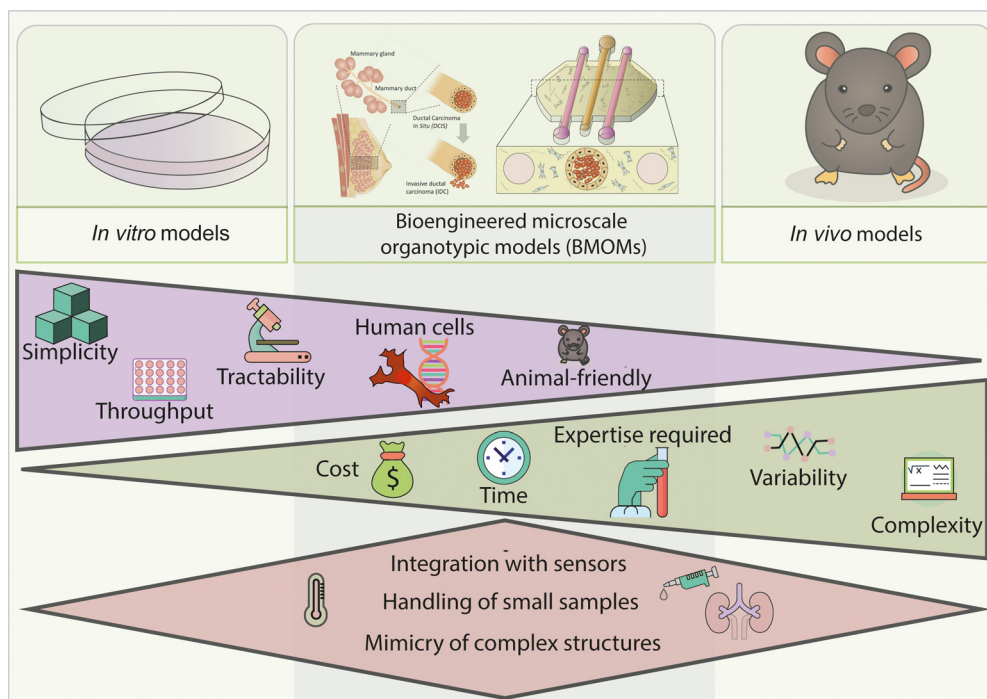 Mammary gland
Mammary duct
Ductal Carcinoma
In Situ (DCIS)
Invasive ductal
carcinoma (IDC)
In vitro models
Bioengineered microscale
organotypic models (BMOMs)
In vivo models
Simplicity
Throughput
Tractability
Human cells
Animal-friendly
Cost
$
Time
Expertise required
Variability
√x
Complexity
Integration with sensors
Handling of small samples
Mimicry of complex structures